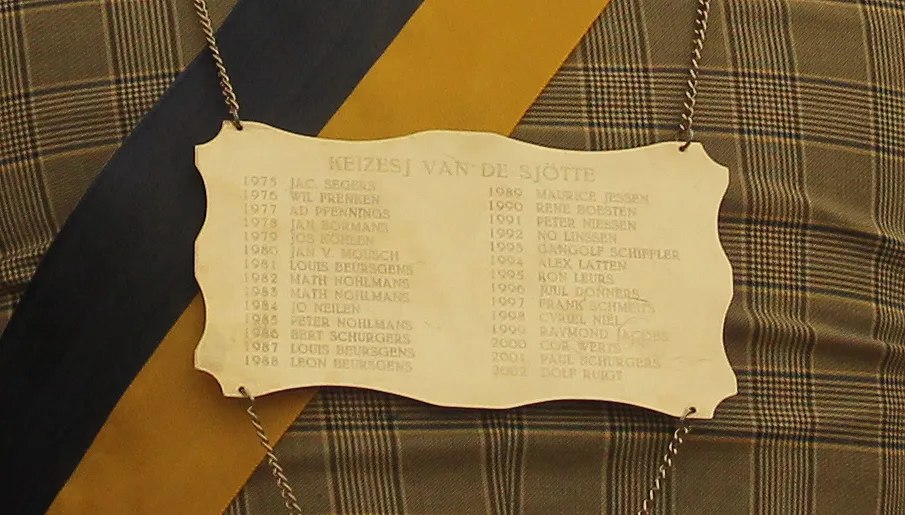 KEIZESJ VAN DE SJÖTTE
1975 JAC. SEGERS
1976 WIL FRENKEN
1977 AD PFENNINGS
1978 JAN BORMANS
1979 JOS KOHLEN
1980 JAN V. MOUSCH
1981 LOUIS BEURSGENS
1982 MATH NOHLMANS
1983 MATH NOHLMANS
1984 JO NEILEN
1985 PETER NOHLMANS
1986 BERT SCHURGERS
1987 LOUIS BEURSGENS
1988 LEON BEURSGENS
1989 MAURICE JESSEN
1990 RENE BOESTEN
1991 PETER NIESSEN
1992 NO LINSSEN
1993 GANGOLF SCHIFFLER
1994 ALEX LATTEN
1995 RON LEURS
1996 JUUL DONNERS
1997 FRANK SCHMEITS
1998 CYRIEL NIEL
1999 RAYMOND JACOBS
2000 COR
2001 PAUL SCHURGERS
2002 DOLF RUIGT